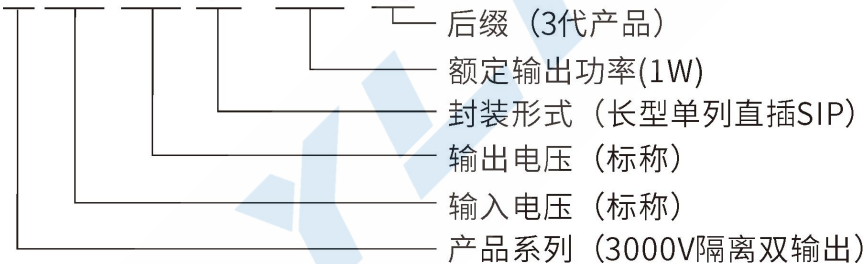 后缀（3代产品）
额定输出功率(1W)
封装形式（长型单列直插SIP）
输出电压（标称）
输入电压（标称）
产品系列（3000V隔离双输出）